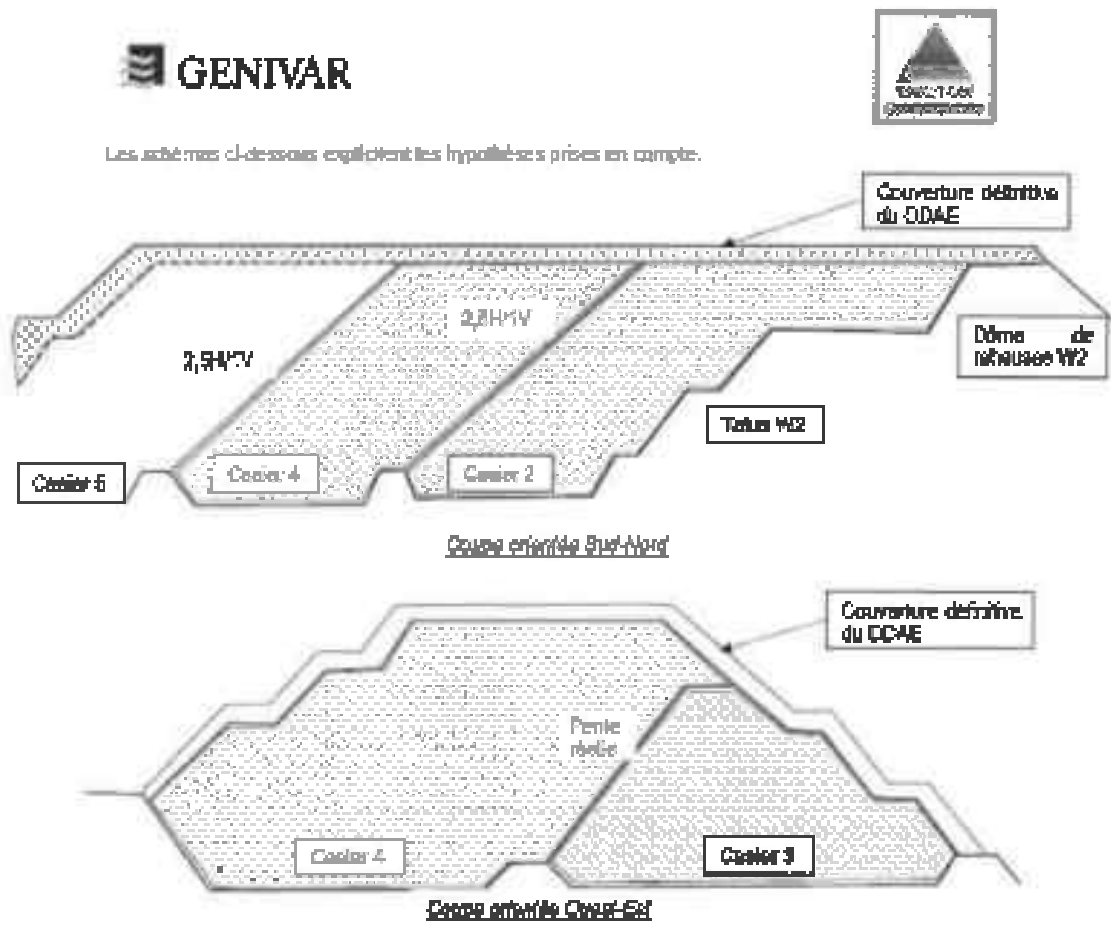 GENIVAR
Les schémas ci-dessous explicitent les hypothèses prises en compte.
Couverture définitive
du DDAE
2,5H/1V
2,5H/1V
Dôme de
rehausse W2
Talus W2
Casier 5
Casier 4
Casier 2
Coupe orientée Sud-Nord
Couverture définitive
du DDAE
Pente
réelle
Casier 4
Casier 3
Coupe orientée Ouest-Est